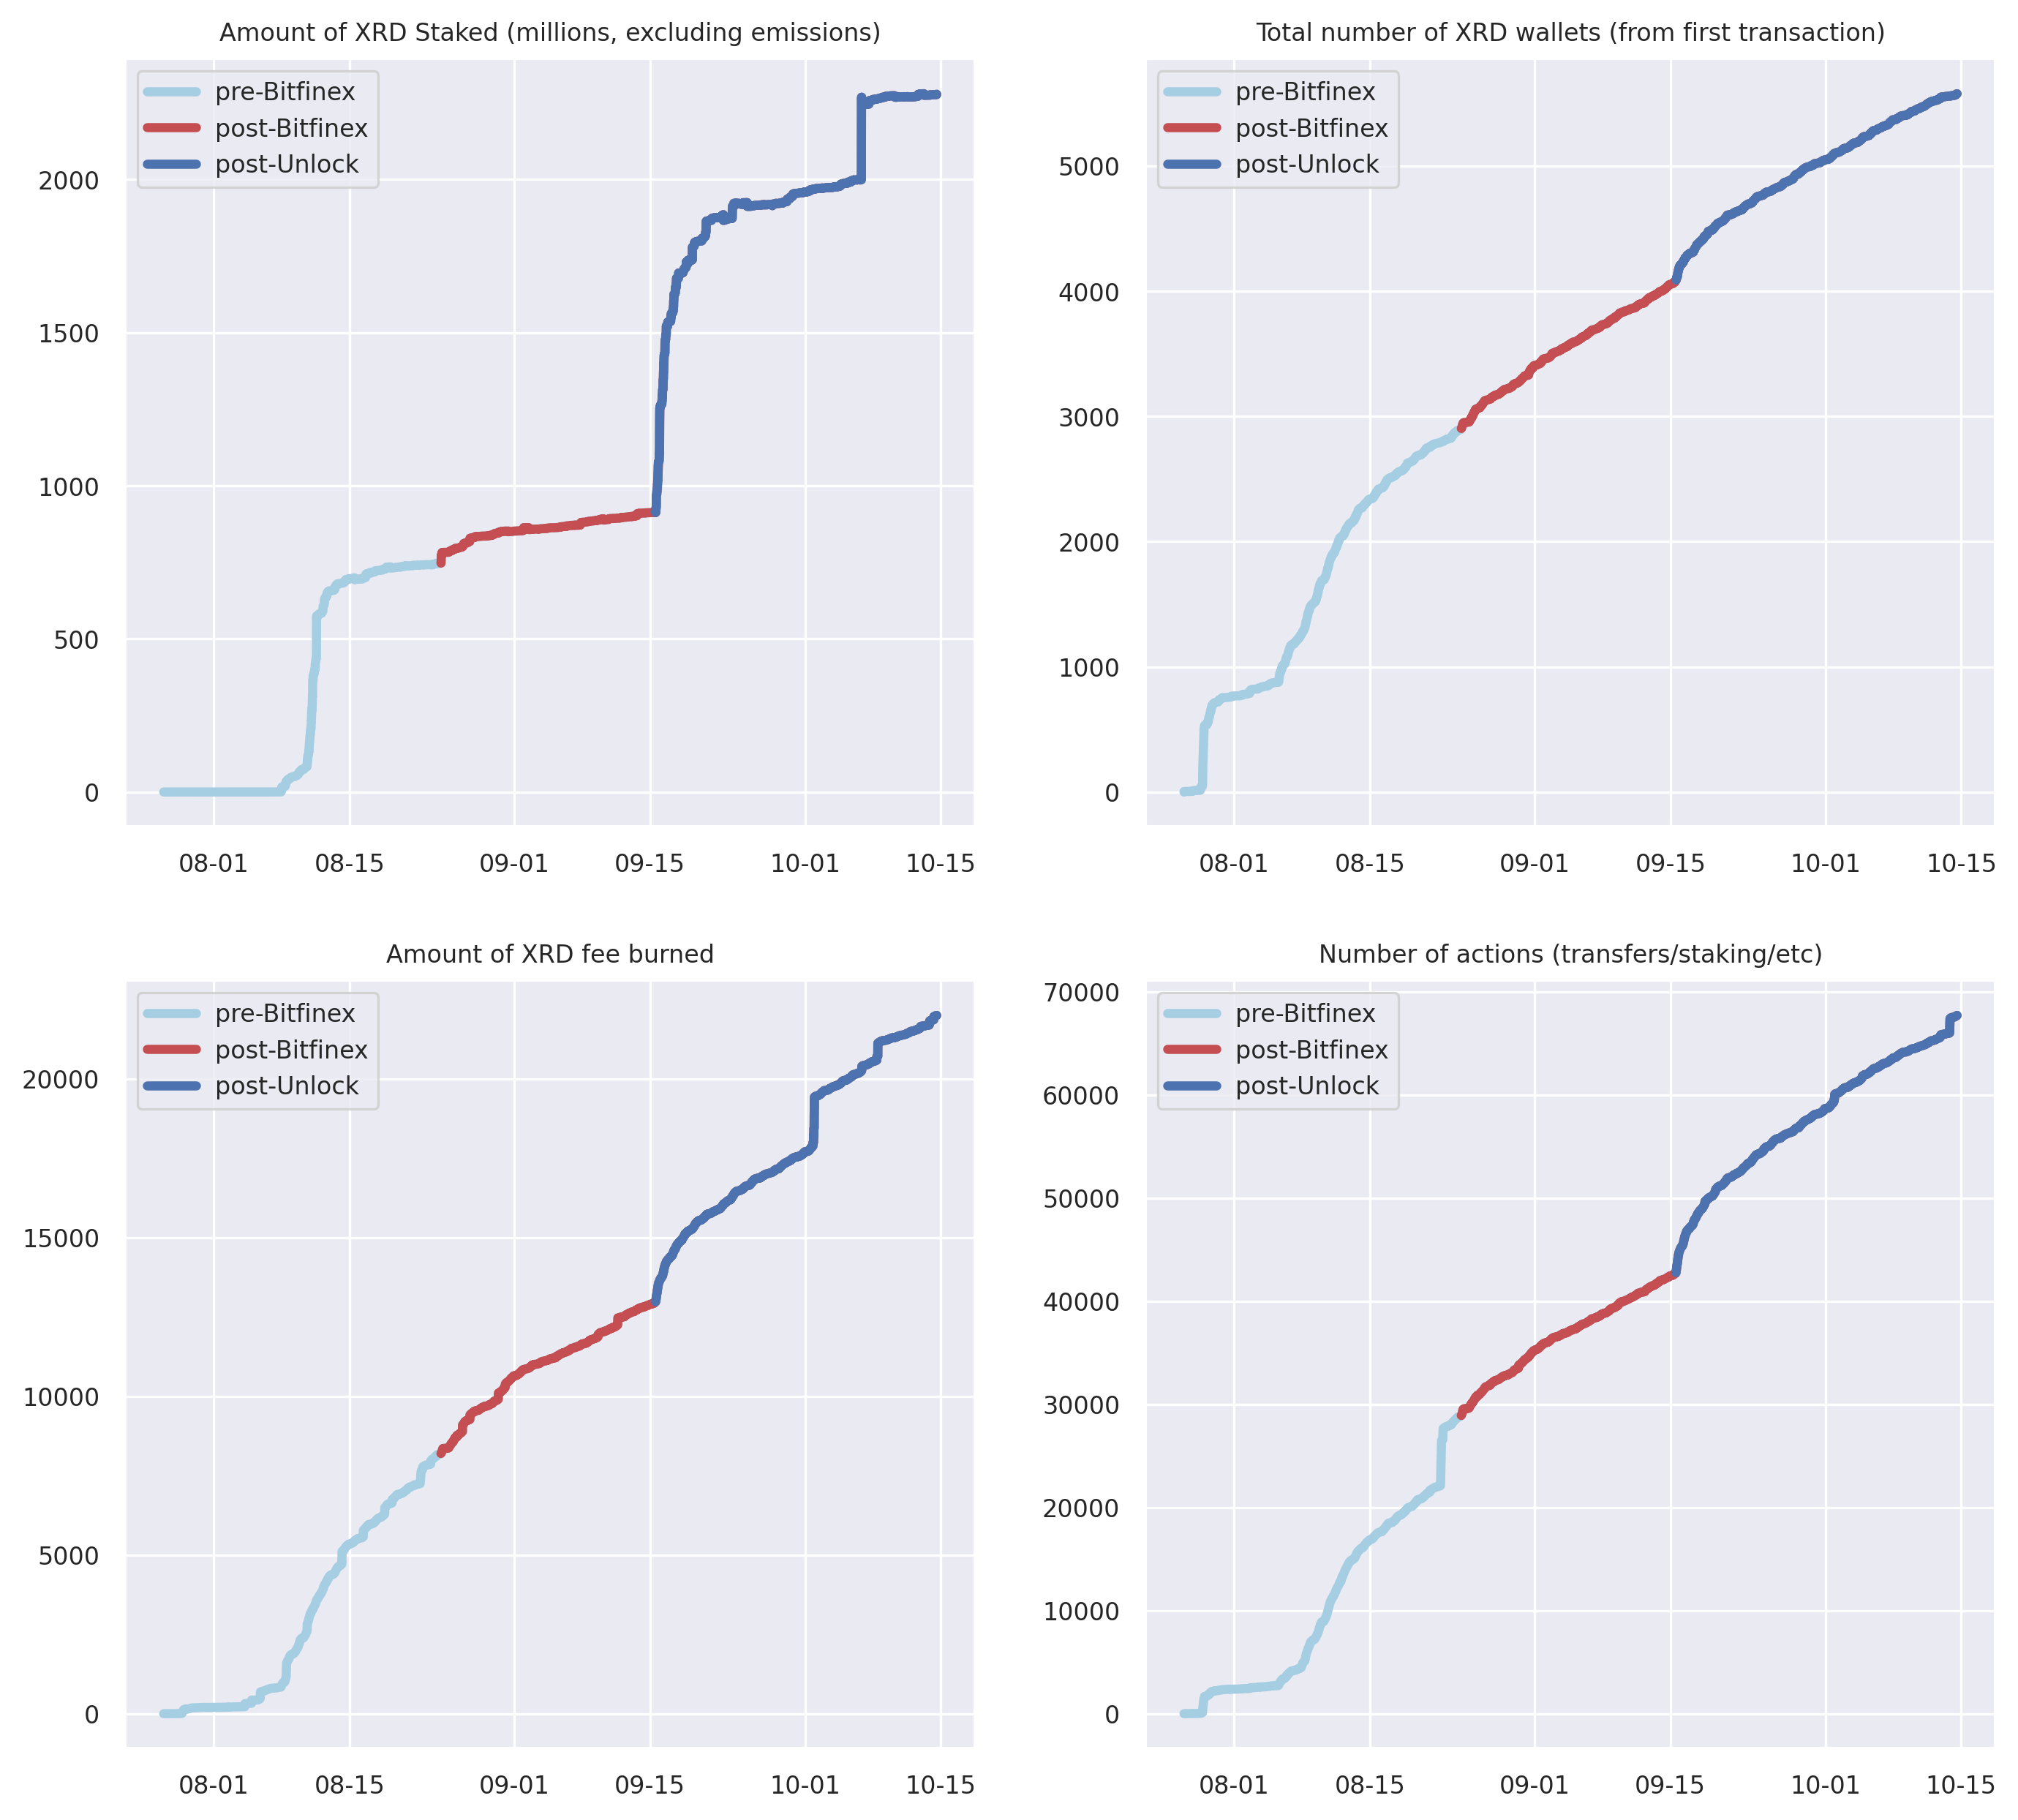 Amount of XRD Staked (millions, excluding emissions)
pre-Bitfinex
post-Bitfinex
post-Unlock
2000
1500
1000
500
0
08-01 08-15 09-01 09-15 10-01 10-15
Total number of XRD wallets (from first transaction)
pre-Bitfinex
post-Bitfinex
post-Unlock
5000
4000
3000
2000
1000
0
08-01 08-15 09-01 09-15 10-01 10-15
Amount of XRD fee burned
pre-Bitfinex
post-Bitfinex
post-Unlock
20000
15000
10000
5000
0
08-01 08-15 09-01 09-15 10-01 10-15
Number of actions (transfers/staking/etc)
70000
pre-Bitfinex
post-Bitfinex
post-Unlock
60000
50000
40000
30000
20000
10000
0
08-01 08-15 09-01 09-15 10-01 10-15